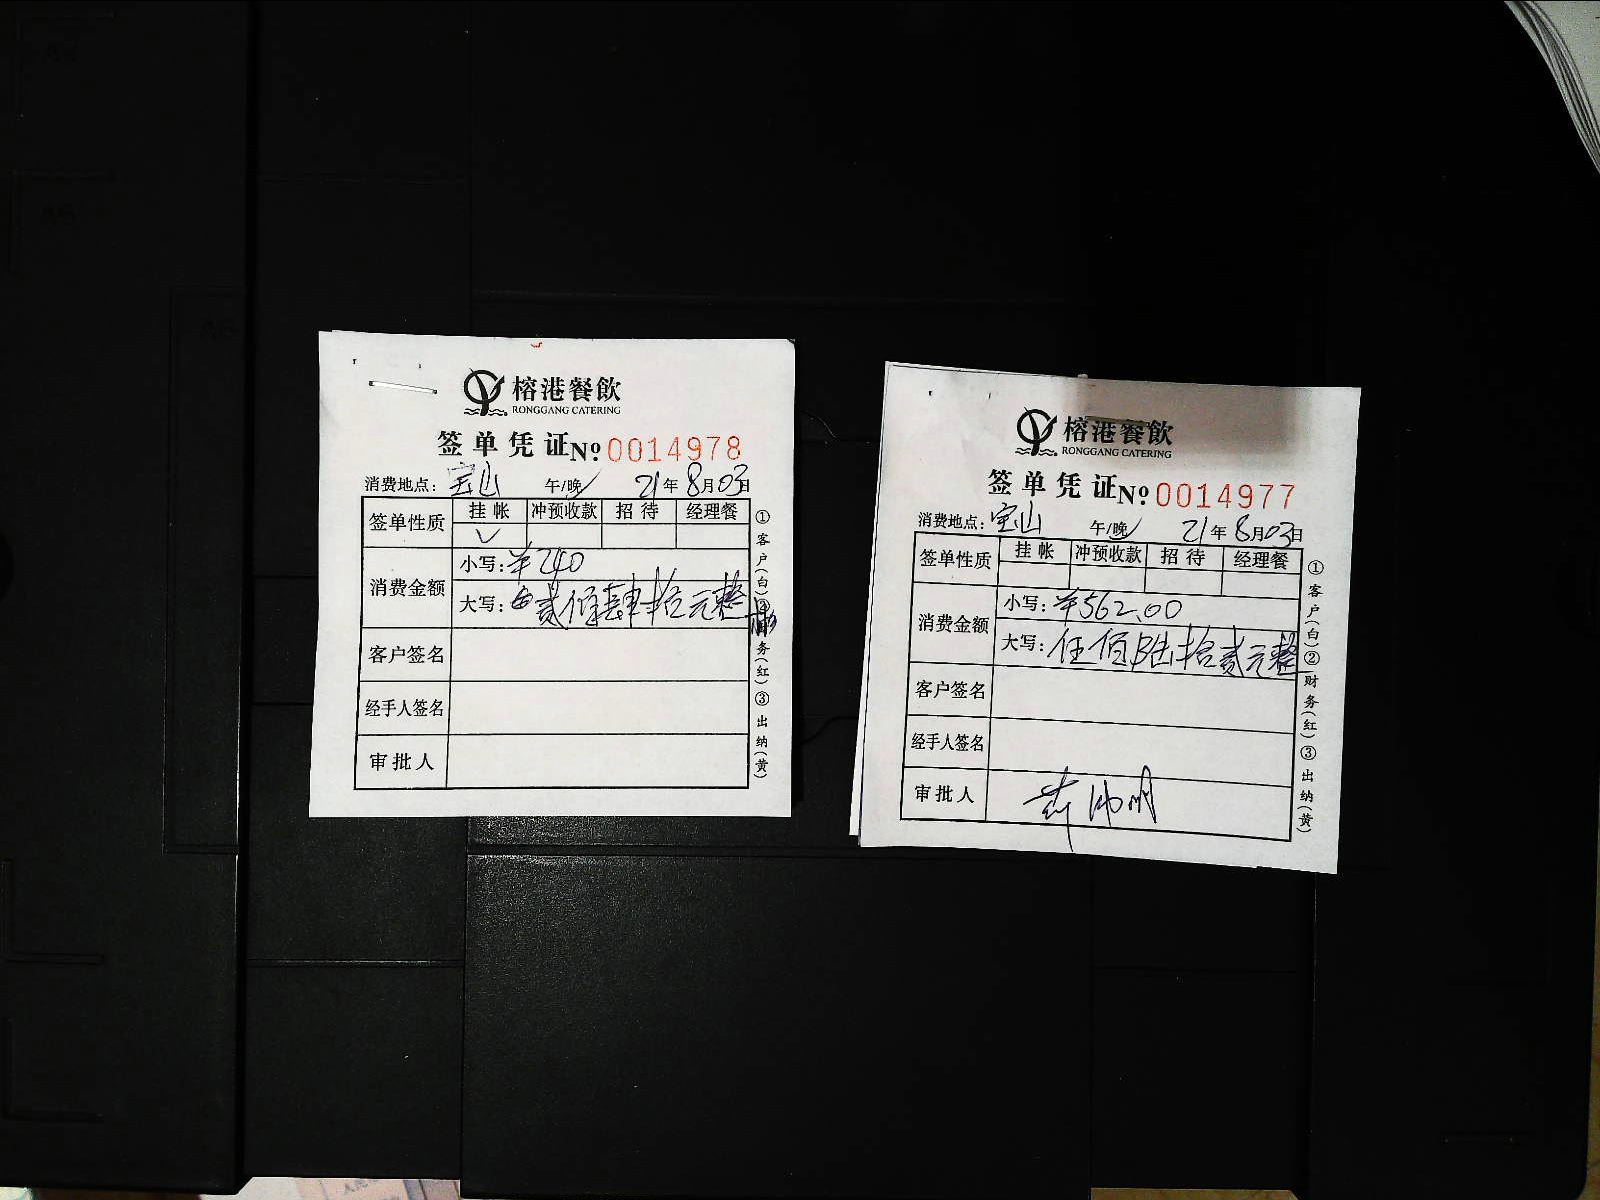 榕港餐飲
RONGGANG CATERING
签单凭证 No 0014978
消费地点: 宝山 午/晚 21年8月03日
签单性质 挂帐 冲预收款 招待 经理餐
✓
消费金额 小写: ￥240
大写: 贰佰肆拾元整
客户签名
经手人签名
审批人
①客户(白)②财务(红)③出纳(黄)
榕港餐飲
RONGGANG CATERING
签单凭证 No 0014977
消费地点: 宝山 午/晚 21年8月03日
签单性质 挂帐 冲预收款 招待 经理餐
消费金额 小写: ￥562.00
大写: 伍佰陆拾贰元整
客户签名
经手人签名
审批人
①客户(白)②财务(红)③出纳(黄)